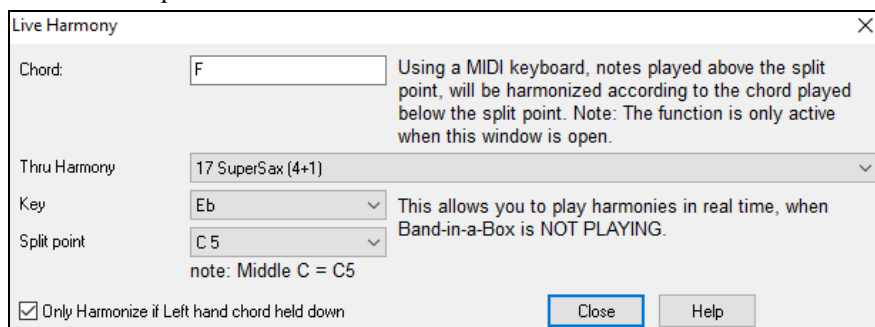 Live Harmony
Chord:
F
Using a MIDI keyboard, notes played above the split
point, will be harmonized according to the chord played
below the split point. Note: The function is only active
when this window is open.
Thru Harmony
17 SuperSax (4+1)
Key
Eb
This allows you to play harmonies in real time, when
Band-in-a-Box is NOT PLAYING.
Split point
C 5
note: Middle C = C5
Only Harmonize if Left hand chord held down
Close
Help